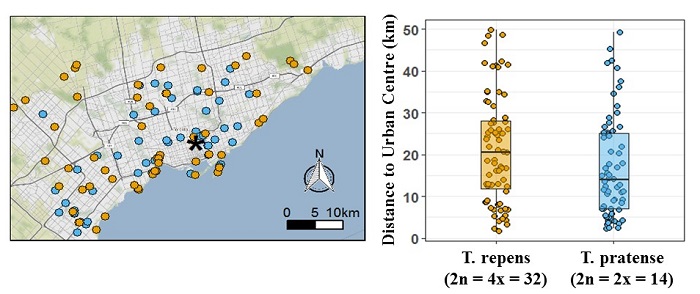 N
0 5 10km
Distance to Urban Centre (km)
50
40
30
20
10
0
T. repens
(2n = 4x = 32)
T. pratense
(2n = 2x = 14)